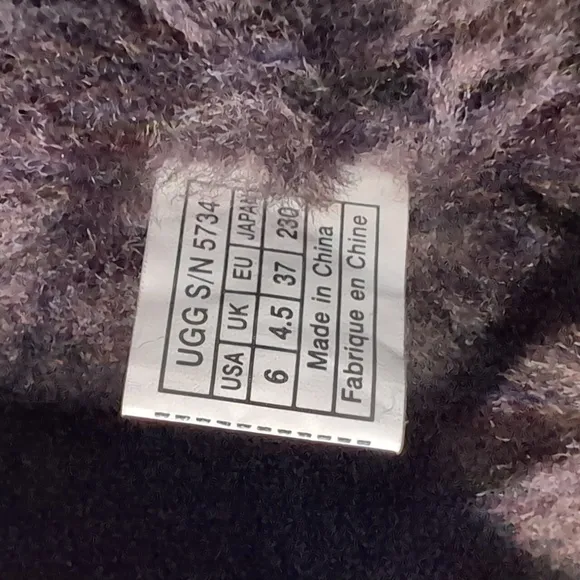 UGG S/N 5734
USA UK EU JAPAN
6 4.5 37 230
Made in China
Fabrique en Chine